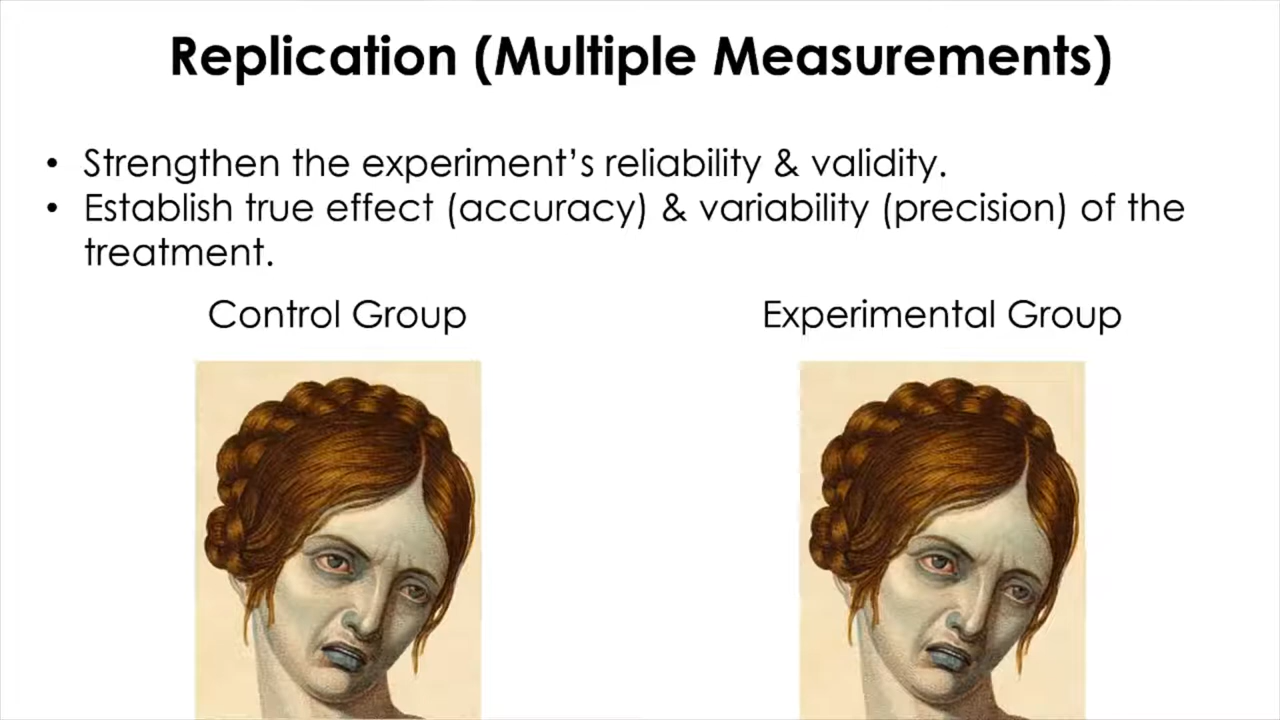 Replication (Multiple Measurements)
• Strengthen the experiment’s reliability & validity.
• Establish true effect (accuracy) & variability (precision) of the
treatment.
Control Group
Experimental Group